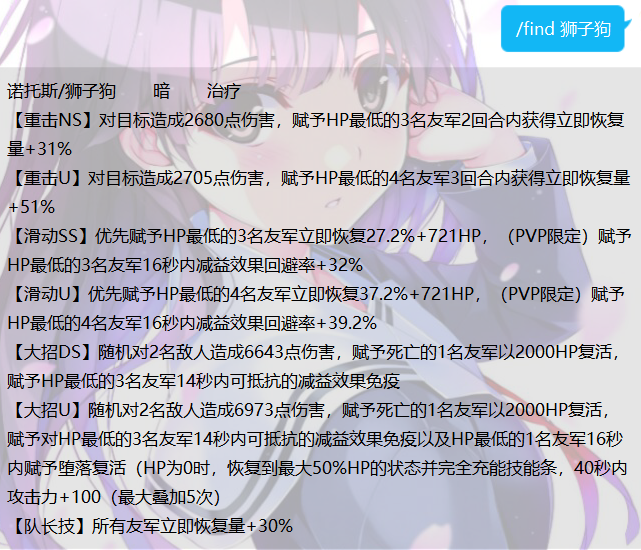 /find 狮子狗
诺托斯/狮子狗 暗 治疗
【重击NS】对目标造成2680点伤害，赋予HP最低的3名友军2回合内获得立即恢复
量+31%
【重击U】对目标造成2705点伤害，赋予HP最低的4名友军3回合内获得立即恢复量
+51%
【滑动SS】优先赋予HP最低的3名友军立即恢复27.2%+721HP，（PVP限定）赋予
HP最低的3名友军16秒内减益效果回避率+32%
【滑动U】优先赋予HP最低的4名友军立即恢复37.2%+721HP，（PVP限定）赋予
HP最低的4名友军16秒内减益效果回避率+39.2%
【大招DS】随机对2名敌人造成6643点伤害，赋予死亡的1名友军以2000HP复活，
赋予HP最低的3名友军14秒内可抵抗的减益效果免疫
【大招U】随机对2名敌人造成6973点伤害，赋予死亡的1名友军以2000HP复活，
赋予对HP最低的3名友军14秒内可抵抗的减益效果免疫以及HP最低的1名友军16秒
内赋予堕落复活（HP为0时，恢复到最大50%HP的状态并完全充能技能条，40秒内
攻击力+100（最大叠加5次）
【队长技】所有友军立即恢复量+30%